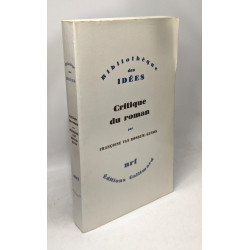 Bibliothèque
des
IDÉES
Critique
du roman
par
FRANÇOISE VAN ROSSUM-GUYON
nrf
Éditions Gallimard